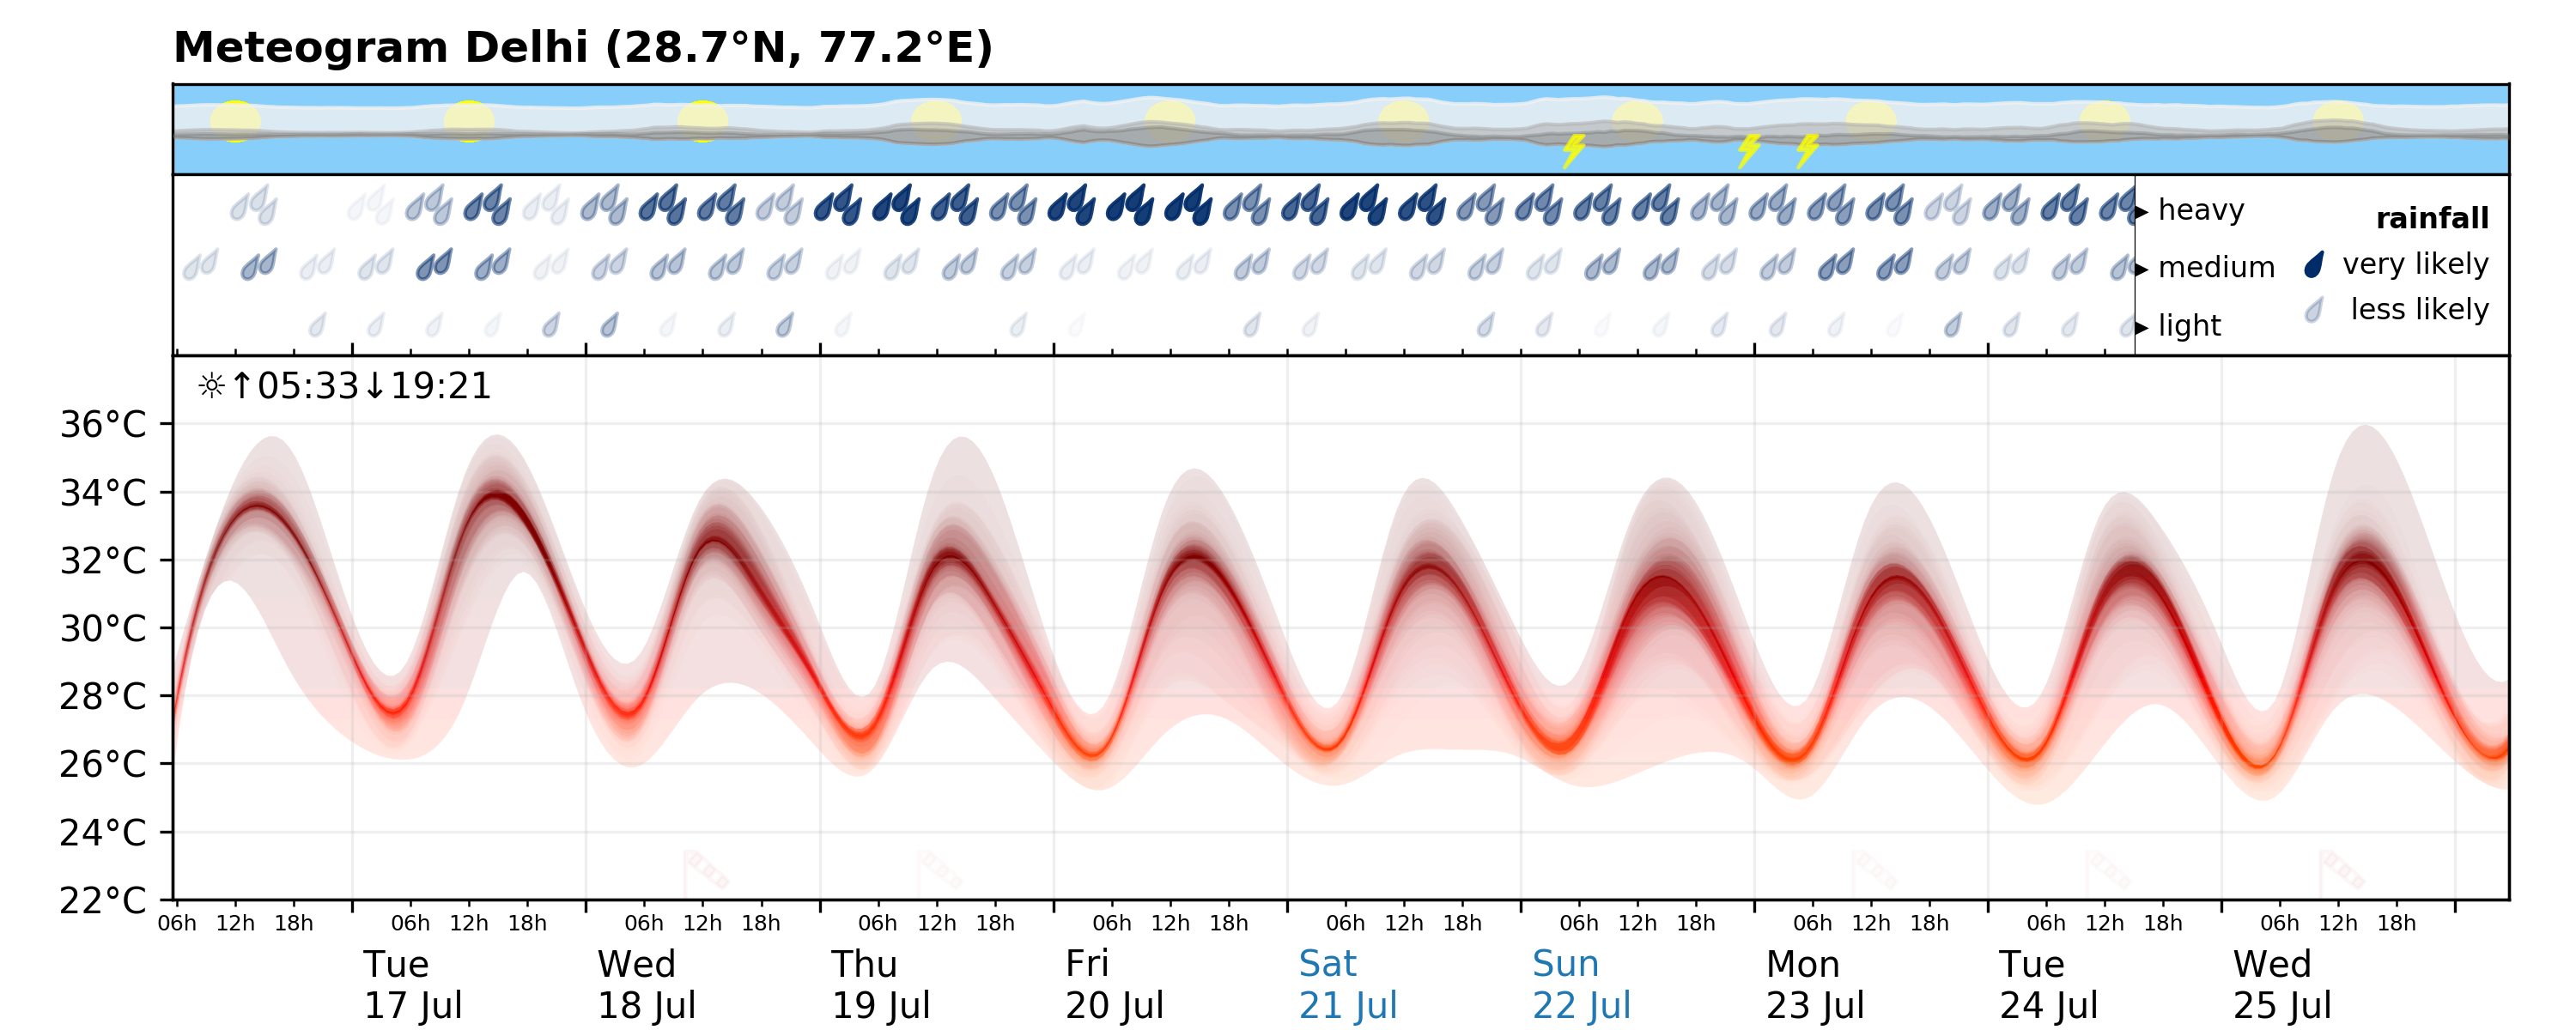 Meteogram Delhi (28.7°N, 77.2°E)
▸ heavy
rainfall
▸ medium
very likely
less likely
▸ light
☼↑05:33↓19:21
36°C
34°C
32°C
30°C
28°C
26°C
24°C
22°C
06h 12h 18h 06h 12h 18h 06h 12h 18h 06h 12h 18h 06h 12h 18h 06h 12h 18h 06h 12h 18h 06h 12h 18h 06h 12h 18h 06h 12h 18h
Tue Wed Thu Fri Sat Sun Mon Tue Wed
17 Jul 18 Jul 19 Jul 20 Jul 21 Jul 22 Jul 23 Jul 24 Jul 25 Jul